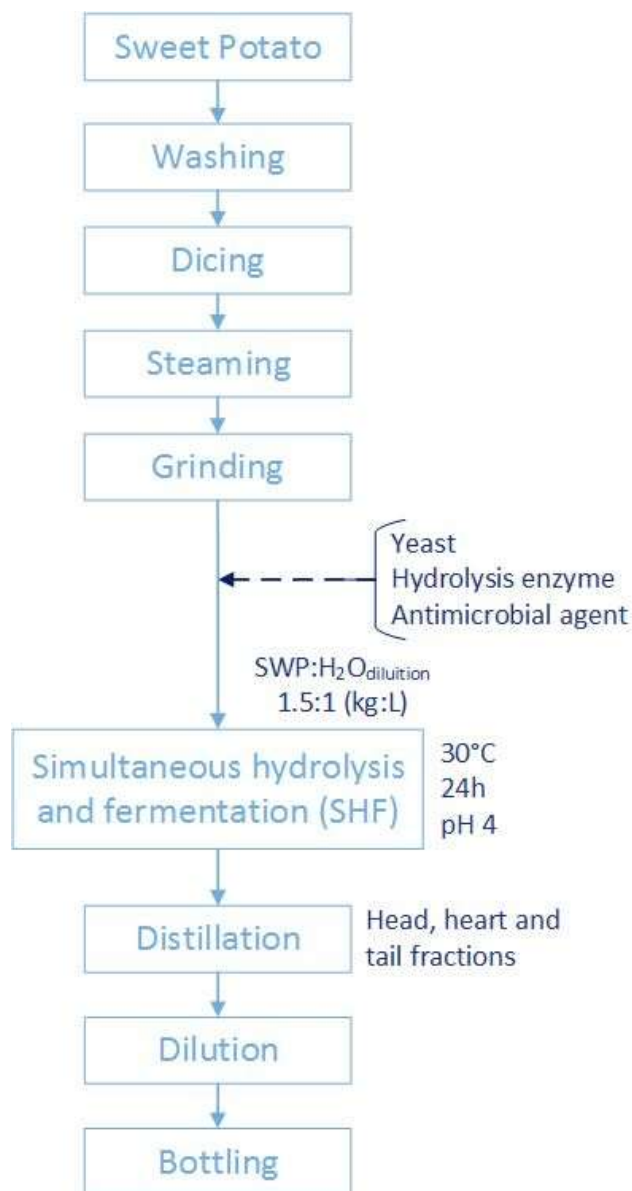 Sweet Potato
Washing
Dicing
Steaming
Grinding
Yeast
Hydrolysis enzyme
Antimicrobial agent
SWP:H₂Odiluition
1.5:1 (kg:L)
Simultaneous hydrolysis
and fermentation (SHF)
30°C
24h
pH 4
Distillation
Head, heart and
tail fractions
Dilution
Bottling